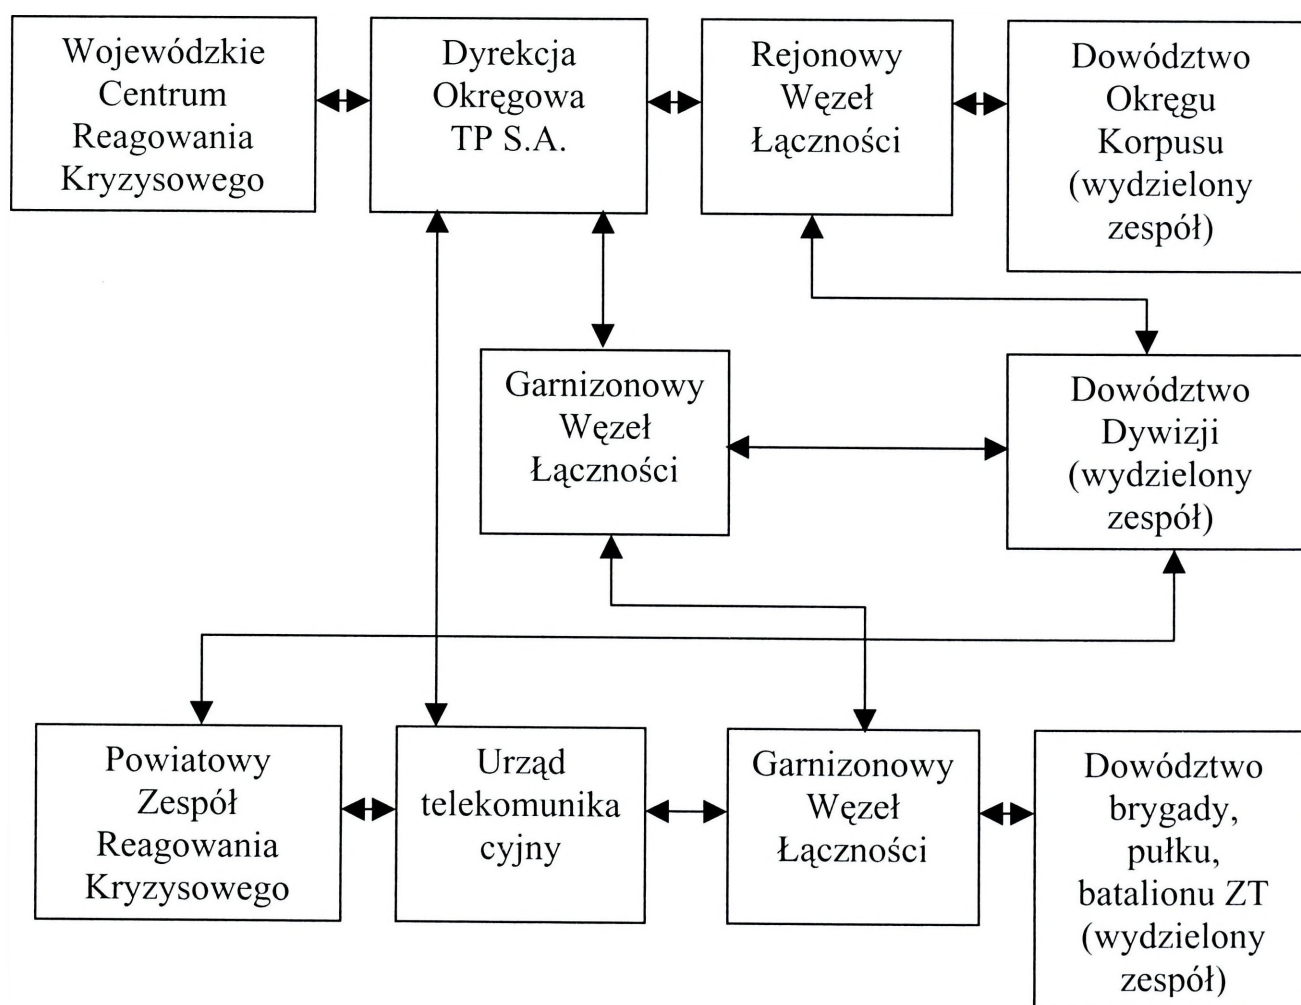 Wojewódzkie
Centrum
Reagowania
Kryzysowego
Dyrekcja
Okręgowa
TP S.A.
Rejonowy
Węzeł
Łączności
Dowództwo
Okręgu
Korpusu
(wydzielony
zespół)
Garnizonowy
Węzeł
Łączności
Dowództwo
Dywizji
(wydzielony
zespół)
Powiatowy
Zespół
Reagowania
Kryzysowego
Urząd
telekomunika
cyjny
Garnizonowy
Węzeł
Łączności
Dowództwo
brygady,
pułku,
batalionu ZT
(wydzielony
zespół)